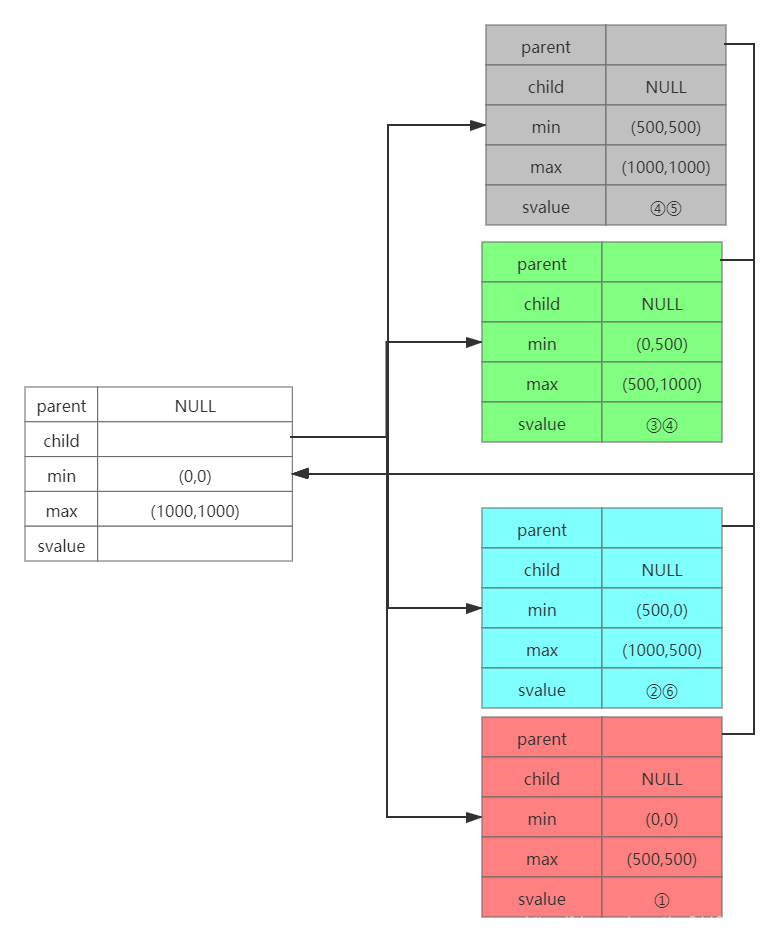 parent
child NULL
min (500,500)
max (1000,1000)
svalue ④⑤
parent
child NULL
min (0,500)
max (500,1000)
svalue ③④
parent NULL
child
min (0,0)
max (1000,1000)
svalue
parent
child NULL
min (500,0)
max (1000,500)
svalue ②⑥
parent
child NULL
min (0,0)
max (500,500)
svalue ①